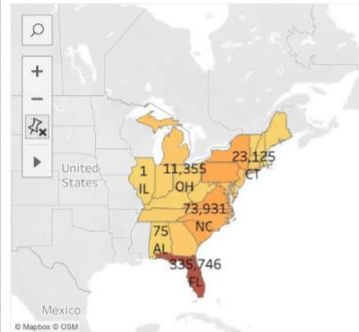 +
−
1
IL
11,355
OH
23,125
CT
United
States
73,931
NC
75
AL
335,746
FL
Mexico
© Mapbox © OSM